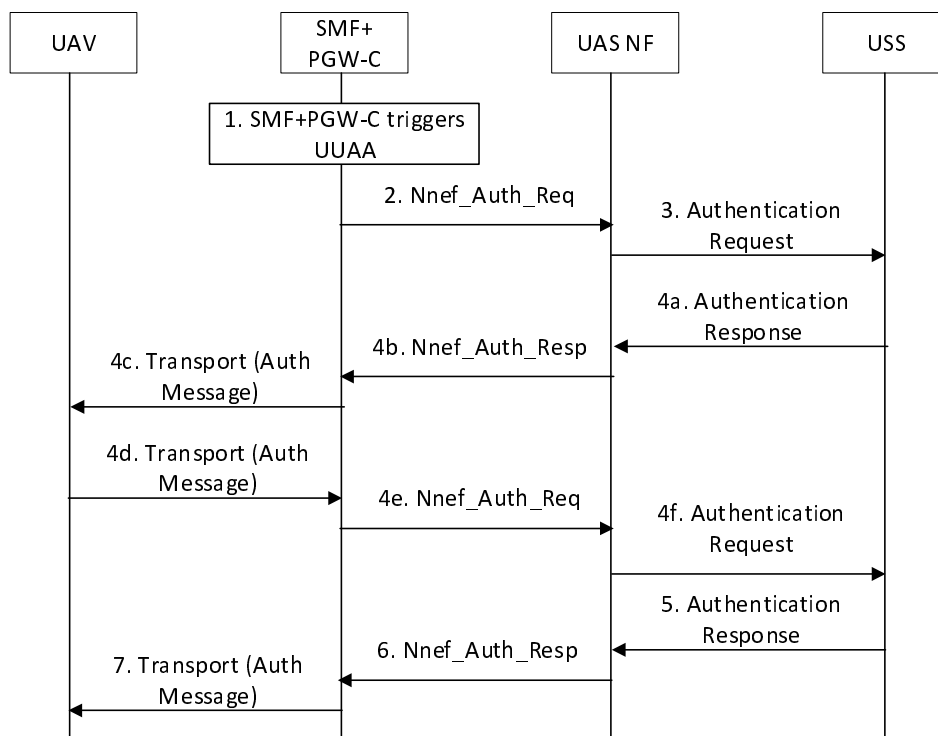 UAV
SMF+
PGW-C
UAS NF
USS
1. SMF+PGW-C triggers
UUAA
2. Nnef_Auth_Req
3. Authentication
Request
4a. Authentication
Response
4b. Nnef_Auth_Resp
4c. Transport (Auth
Message)
4d. Transport (Auth
Message)
4e. Nnef_Auth_Req
4f. Authentication
Request
5. Authentication
Response
6. Nnef_Auth_Resp
7. Transport (Auth
Message)